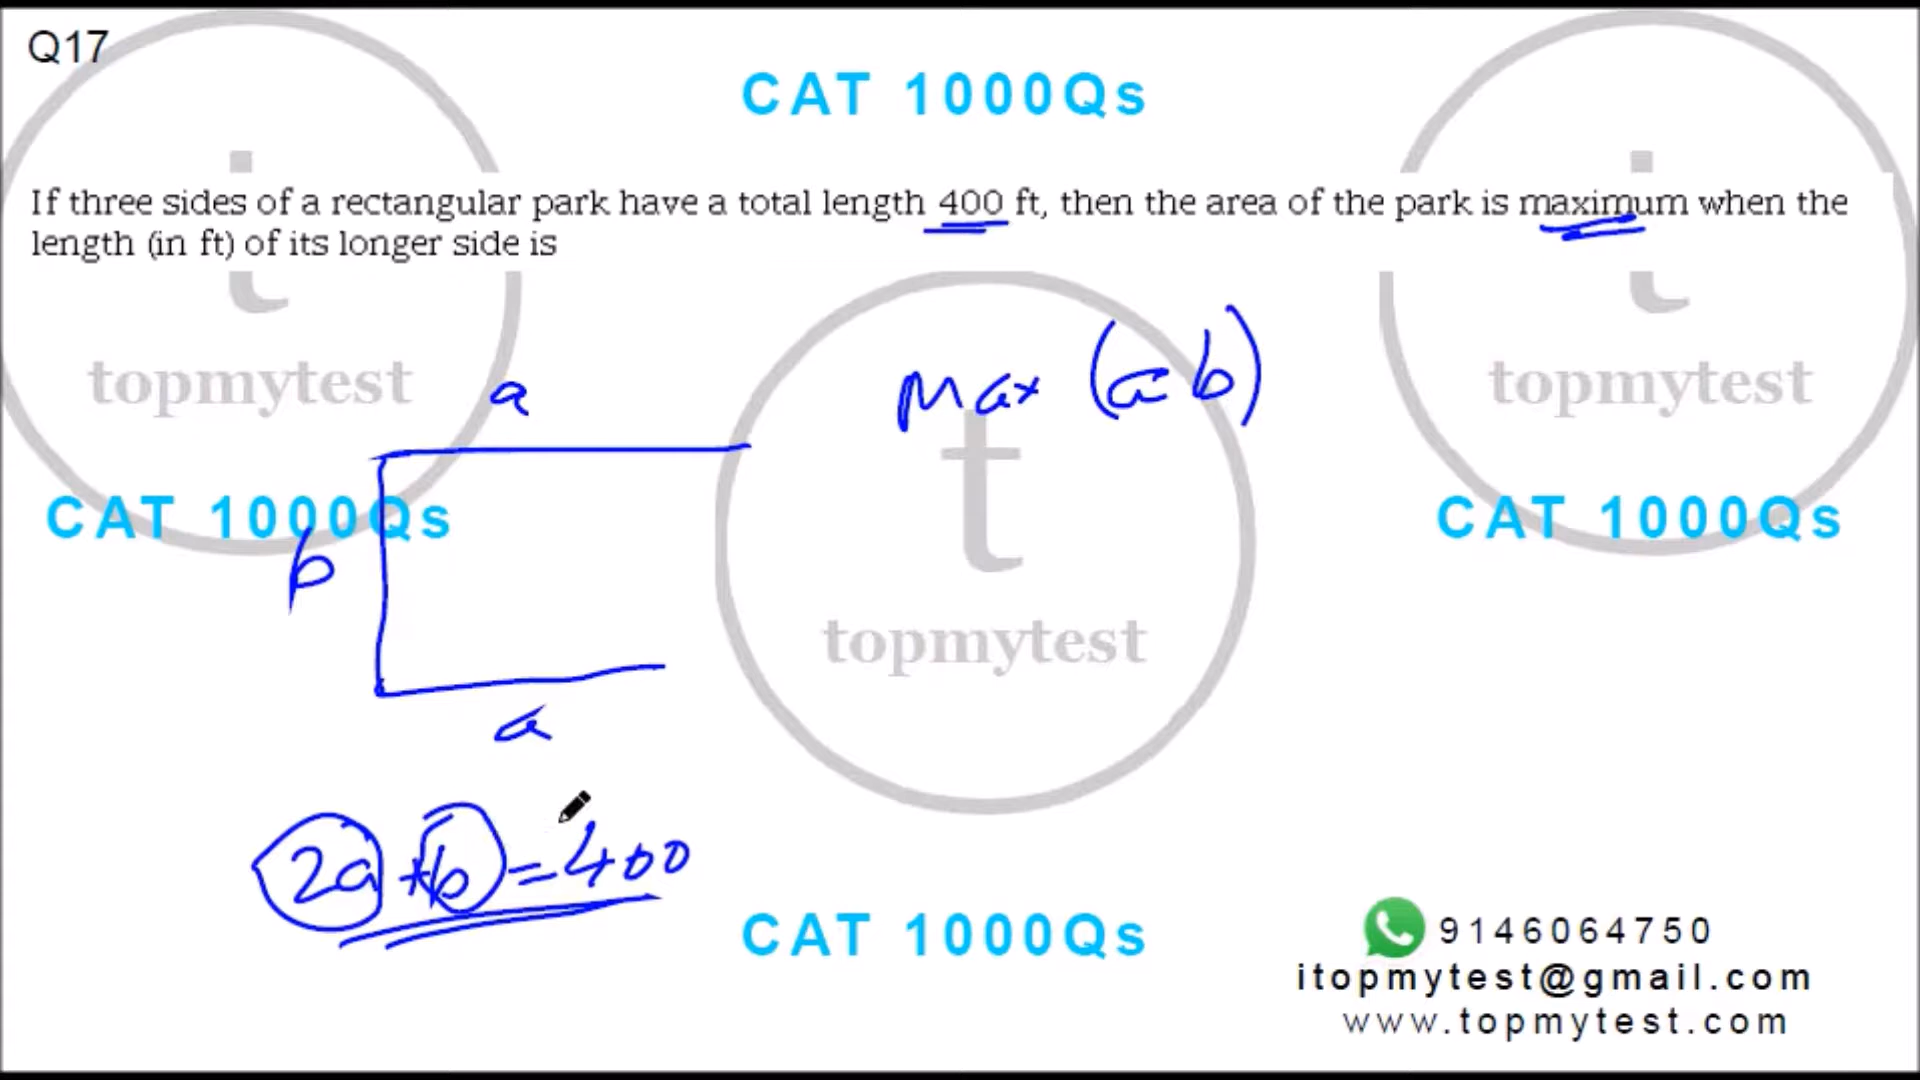 Q17
CAT 1000Qs
If three sides of a rectangular park have a total length 400 ft, then the area of the park is maximum when the
length (in ft) of its longer side is
t
topmytest
t
topmytest
a
Max (ab)
t
CAT 1000Qs
CAT 1000Qs
b
topmytest
a
2a+b=400
CAT 1000Qs
9146064750
itopmytest@gmail.com
www.topmytest.com